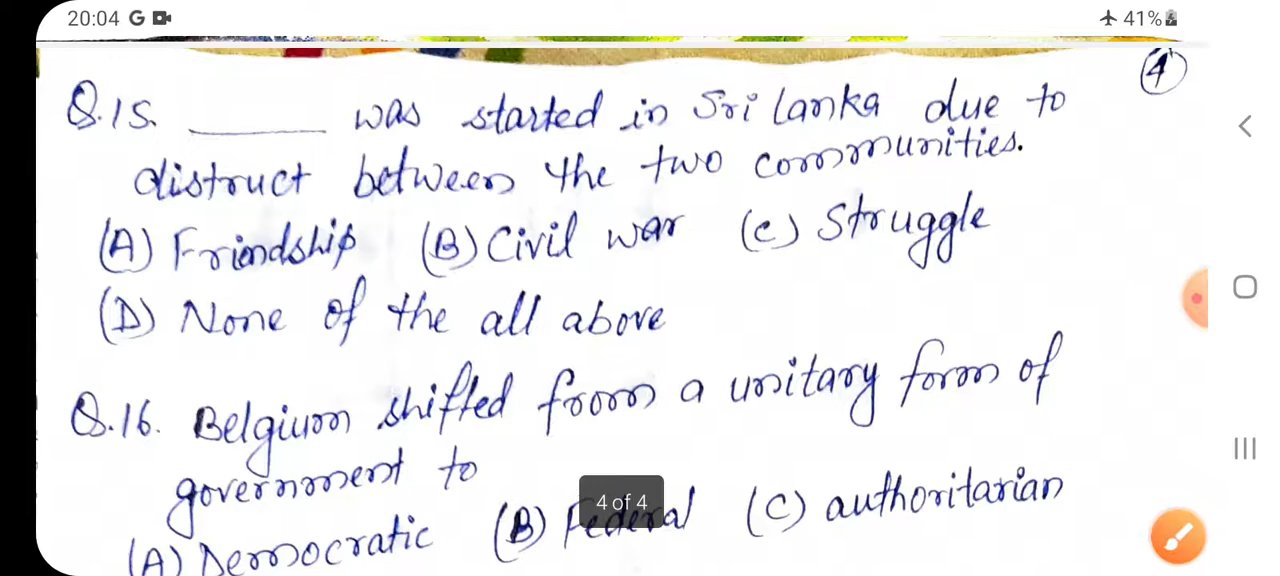 20:04 G
41%
4
Q.15. ______ was started in Sri lanka due to
distruct between the two communities.
(A) Friendship (B) Civil war (C) Struggle
(D) None of the all above
Q.16. Belgium shifted from a unitary form of
government to
4 of 4
(A) Democratic (B) Federal (C) authoritarian